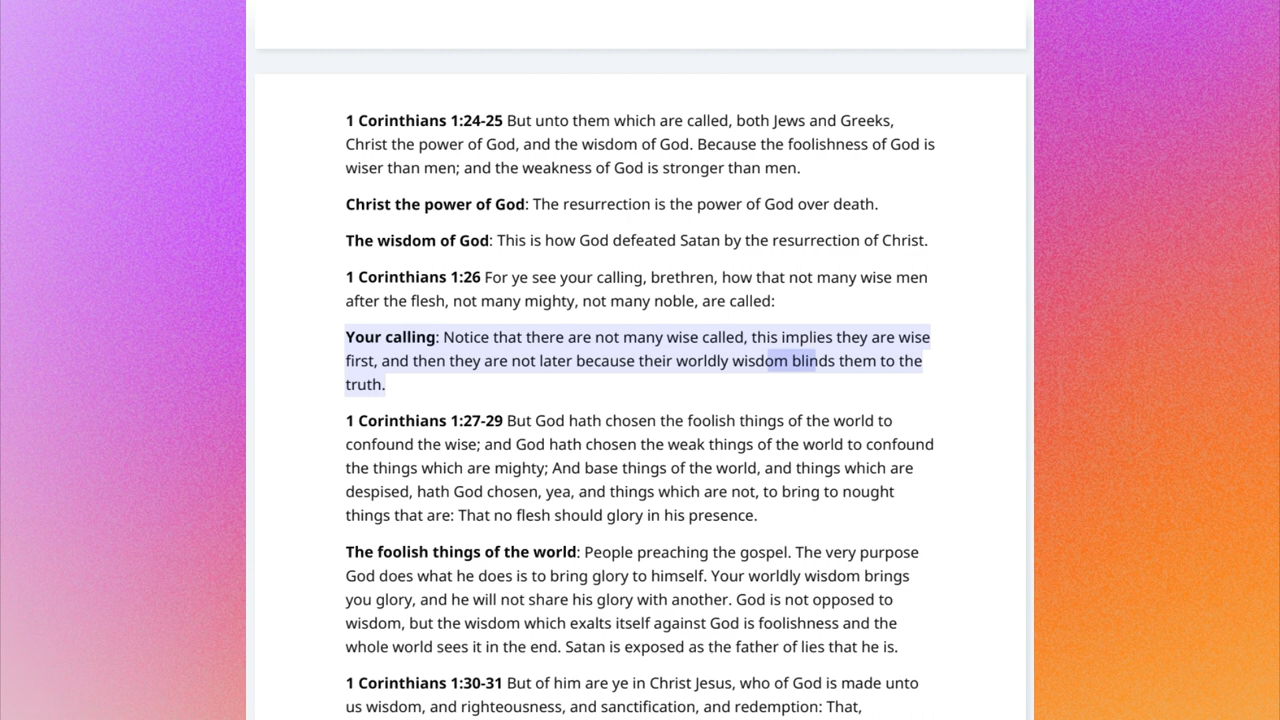 1 Corinthians 1:24-25 But unto them which are called, both Jews and Greeks,
Christ the power of God, and the wisdom of God. Because the foolishness of God is
wiser than men; and the weakness of God is stronger than men.
Christ the power of God: The resurrection is the power of God over death.
The wisdom of God: This is how God defeated Satan by the resurrection of Christ.
1 Corinthians 1:26 For ye see your calling, brethren, how that not many wise men
after the flesh, not many mighty, not many noble, are called:
Your calling: Notice that there are not many wise called, this implies they are wise
first, and then they are not later because their worldly wisdom blinds them to the
truth.
1 Corinthians 1:27-29 But God hath chosen the foolish things of the world to
confound the wise; and God hath chosen the weak things of the world to confound
the things which are mighty; And base things of the world, and things which are
despised, hath God chosen, yea, and things which are not, to bring to nought
things that are: That no flesh should glory in his presence.
The foolish things of the world: People preaching the gospel. The very purpose
God does what he does is to bring glory to himself. Your worldly wisdom brings
you glory, and he will not share his glory with another. God is not opposed to
wisdom, but the wisdom which exalts itself against God is foolishness and the
whole world sees it in the end. Satan is exposed as the father of lies that he is.
1 Corinthians 1:30-31 But of him are ye in Christ Jesus, who of God is made unto
us wisdom, and righteousness, and sanctification, and redemption: That,